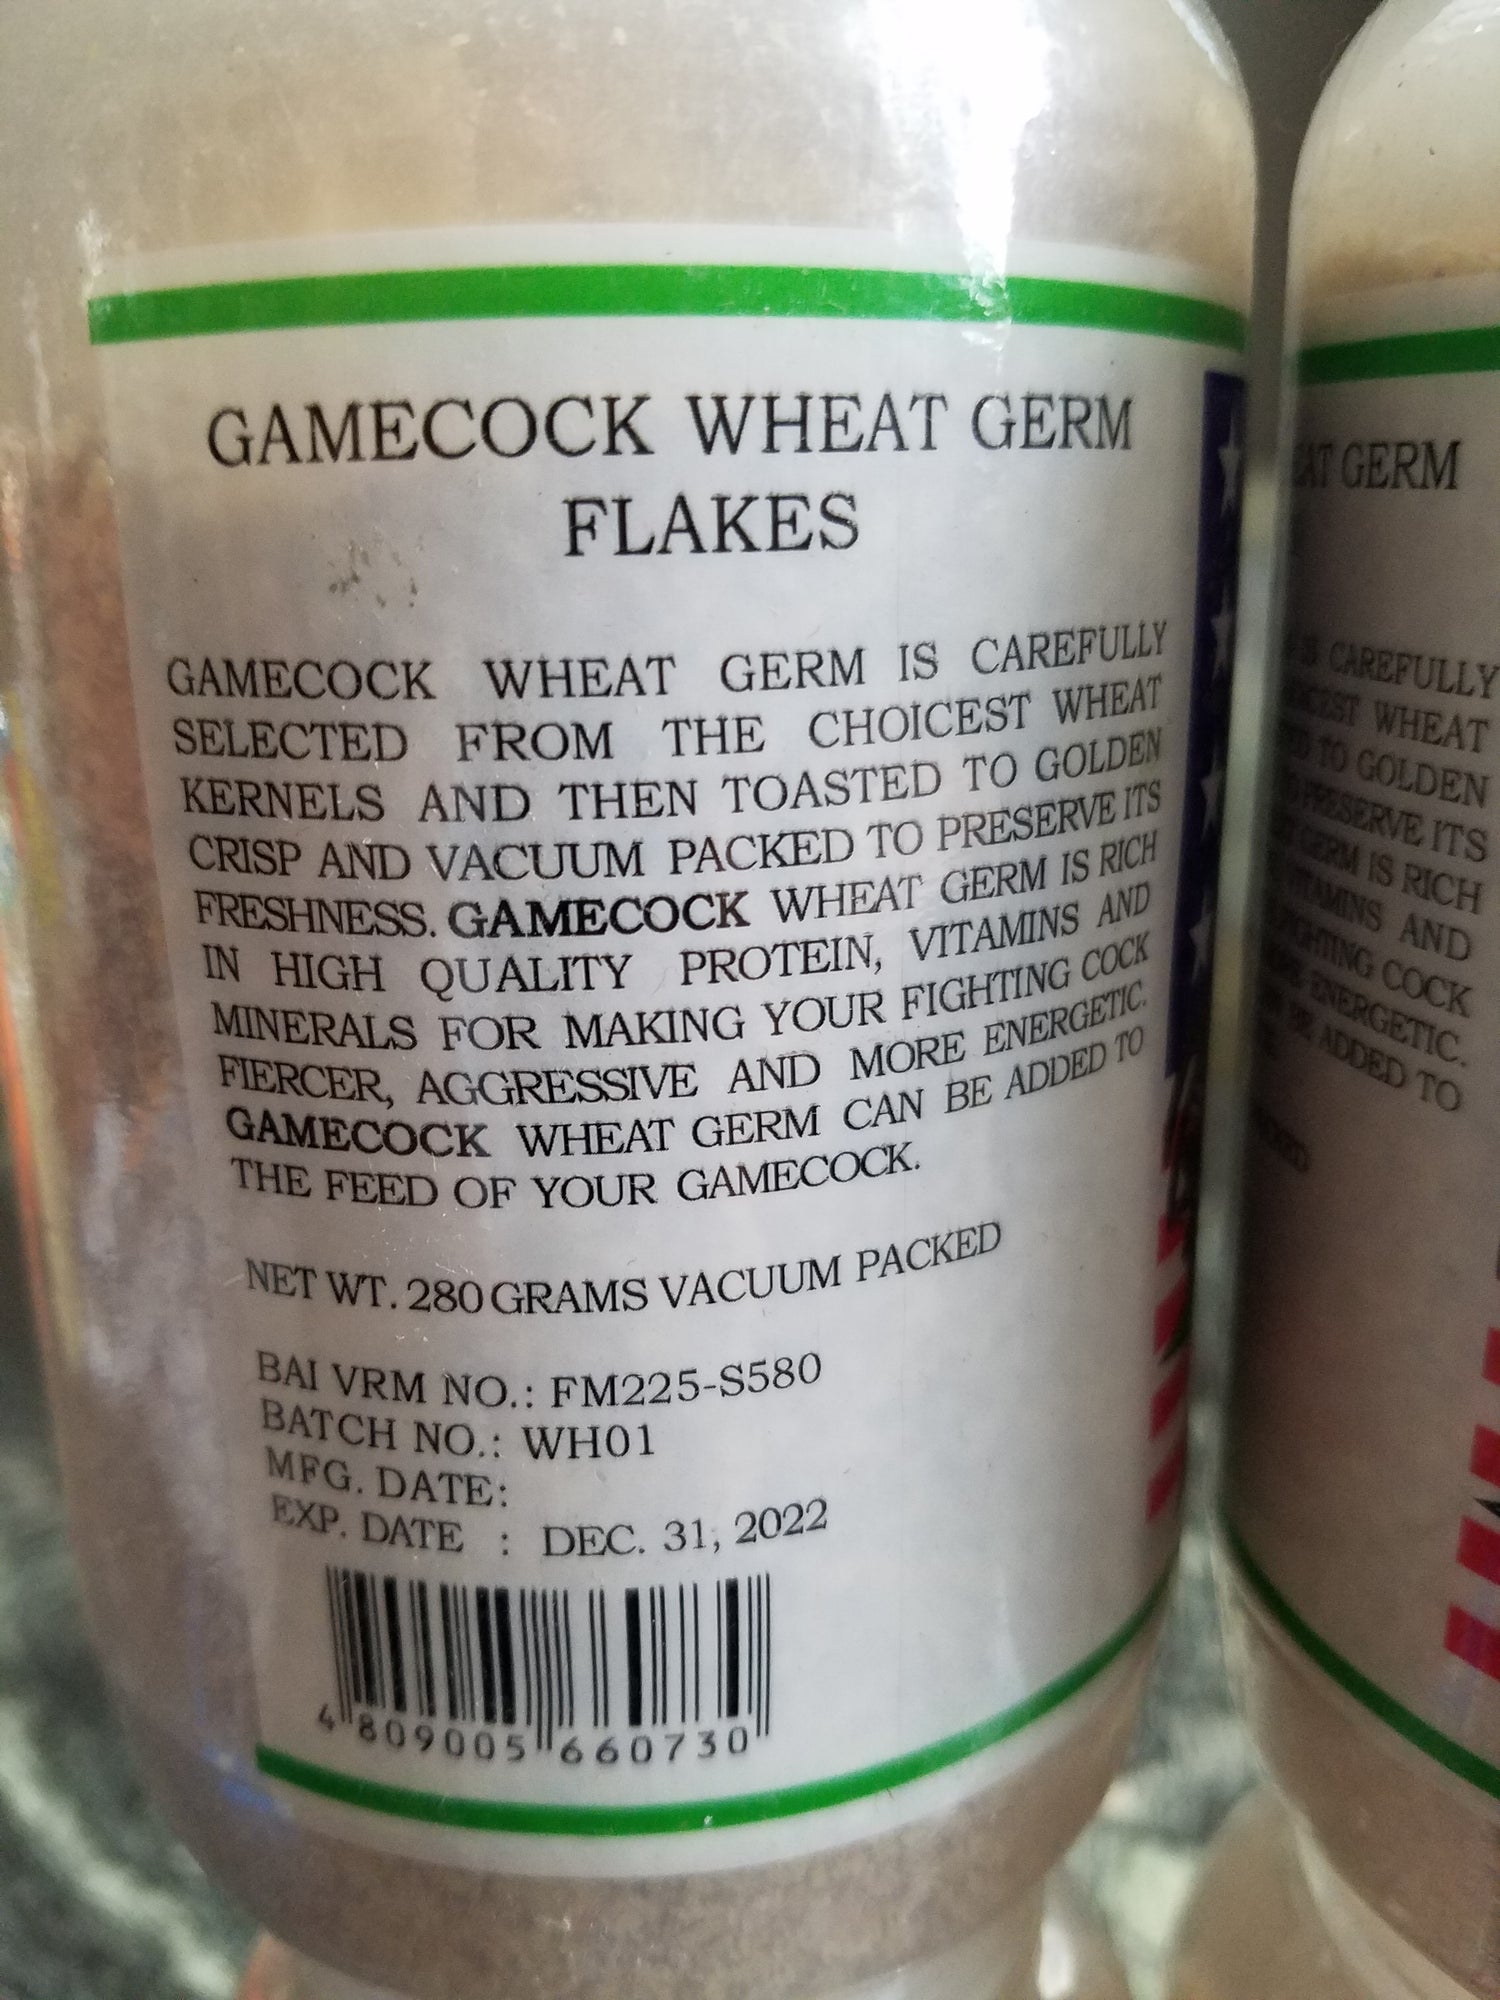 GAMECOCK WHEAT GERM
FLAKES
GAMECOCK WHEAT GERM IS CAREFULLY
SELECTED FROM THE CHOICEST WHEAT
KERNELS AND THEN TOASTED TO GOLDEN
CRISP AND VACUUM PACKED TO PRESERVE ITS
FRESHNESS. GAMECOCK WHEAT GERM IS RICH
IN HIGH QUALITY PROTEIN, VITAMINS AND
MINERALS FOR MAKING YOUR FIGHTING COCK
FIERCER, AGGRESSIVE AND MORE ENERGETIC.
GAMECOCK WHEAT GERM CAN BE ADDED TO
THE FEED OF YOUR GAMECOCK.
NET WT. 280 GRAMS VACUUM PACKED
BAI VRM NO.: FM225-S580
BATCH NO.: WH01
MFG. DATE:
EXP. DATE : DEC. 31, 2022
4 809005 660730
GERM
CAREFULLY
WHEAT
TO GOLDEN
PRESERVE ITS
GERM IS RICH
AND
COCK
ENERGETIC.
ADDED TO